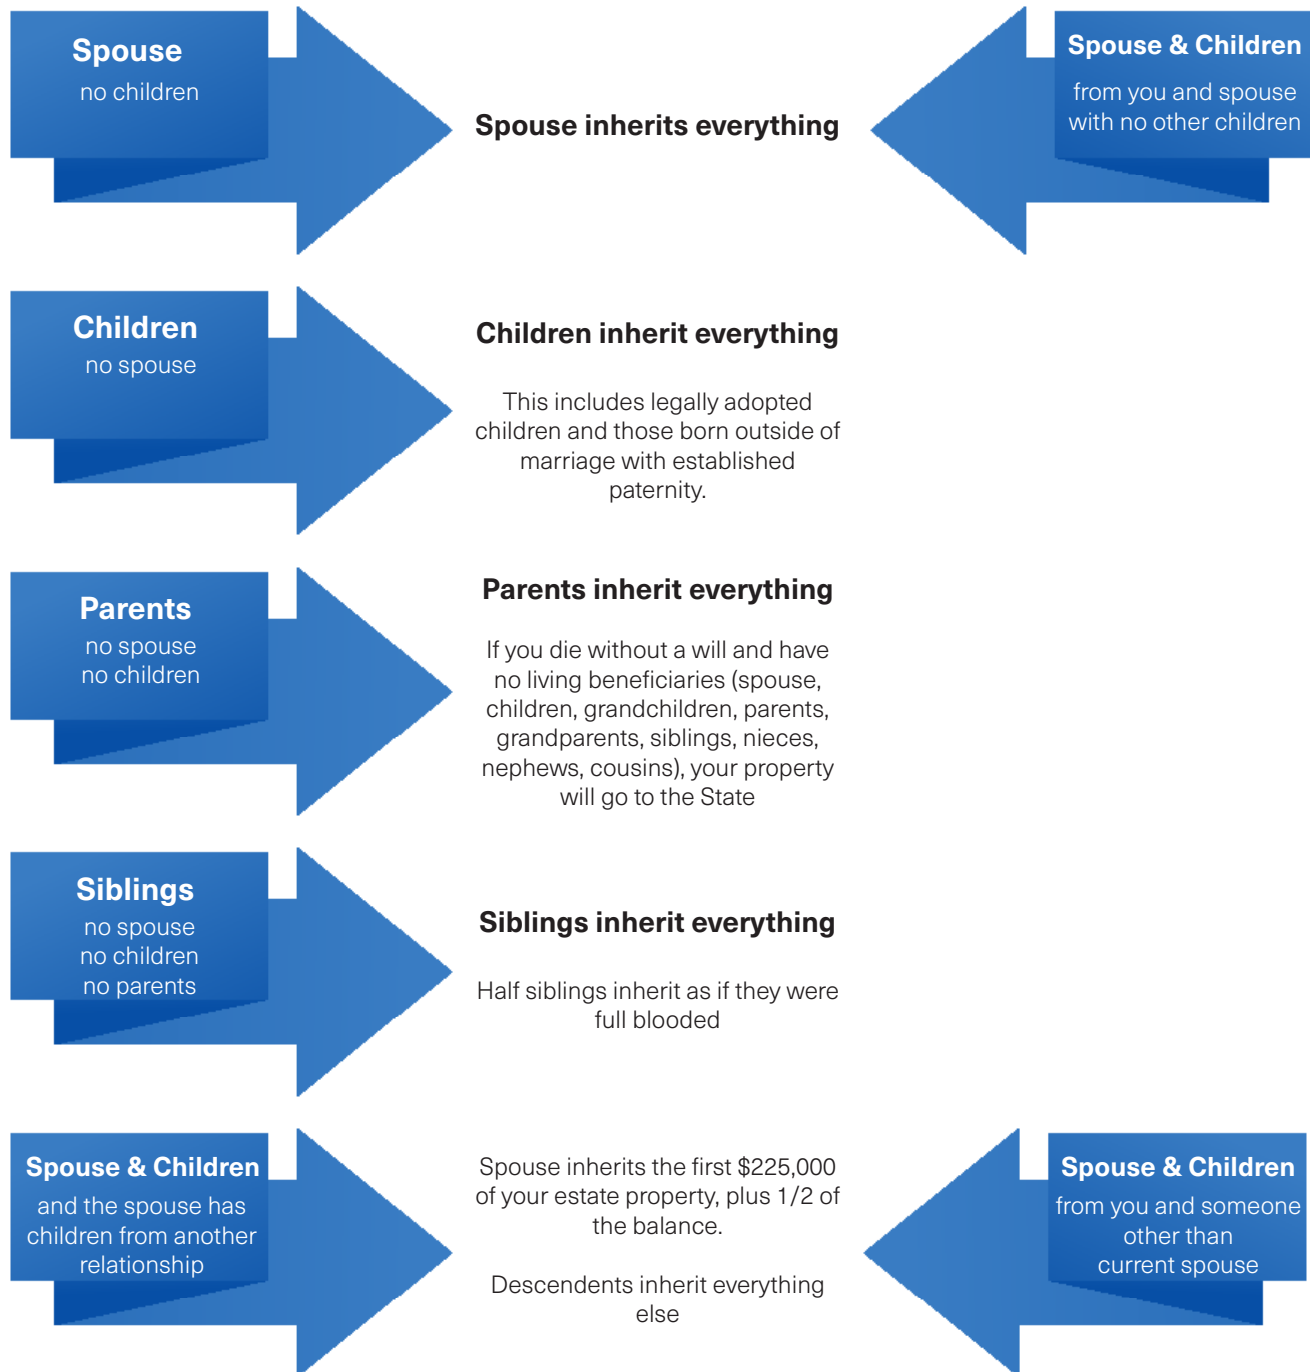 Spouse
no children
Spouse inherits everything
Spouse & Children
from you and spouse
with no other children
Children
no spouse
Children inherit everything
This includes legally adopted
children and those born outside of
marriage with established
paternity.
Parents
no spouse
no children
Parents inherit everything
If you die without a will and have
no living beneficiaries (spouse,
children, grandchildren, parents,
grandparents, siblings, nieces,
nephews, cousins), your property
will go to the State
Siblings
no spouse
no children
no parents
Siblings inherit everything
Half siblings inherit as if they were
full blooded
Spouse & Children
and the spouse has
children from another
relationship
Spouse inherits the first $225,000
of your estate property, plus 1/2 of
the balance.
Descendents inherit everything
else
Spouse & Children
from you and someone
other than
current spouse